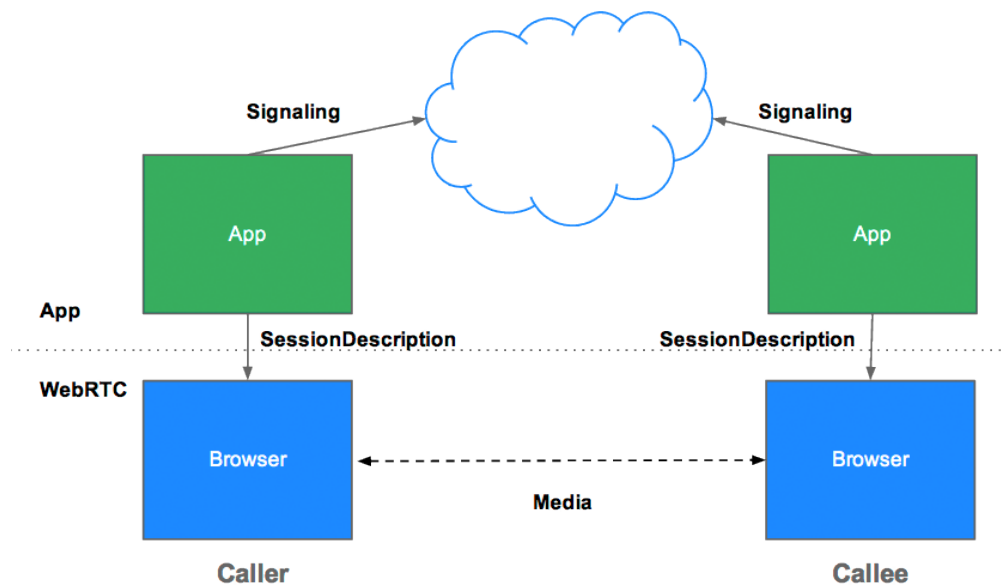 Signaling
Signaling
App
App
App
SessionDescription
SessionDescription
WebRTC
Browser
Browser
Media
Caller
Callee